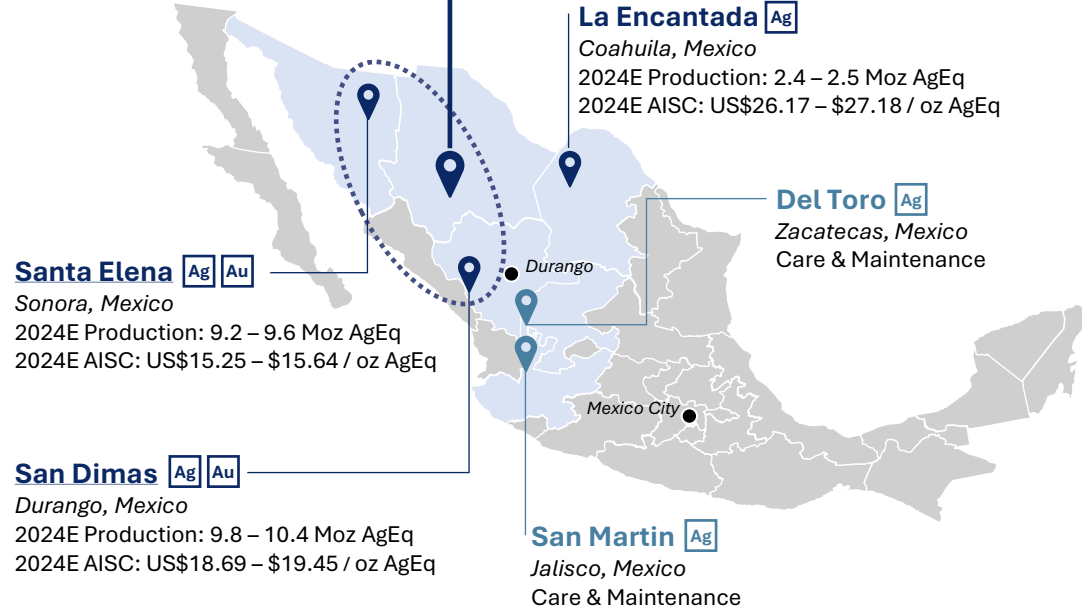 La Encantada Ag
Coahuila, Mexico
2024E Production: 2.4 – 2.5 Moz AgEq
2024E AISC: US$26.17 – $27.18 / oz AgEq
Del Toro Ag
Zacatecas, Mexico
Care & Maintenance
Durango
Santa Elena Ag Au
Sonora, Mexico
2024E Production: 9.2 – 9.6 Moz AgEq
2024E AISC: US$15.25 – $15.64 / oz AgEq
Mexico City
San Dimas Ag Au
Durango, Mexico
2024E Production: 9.8 – 10.4 Moz AgEq
2024E AISC: US$18.69 – $19.45 / oz AgEq
San Martin Ag
Jalisco, Mexico
Care & Maintenance